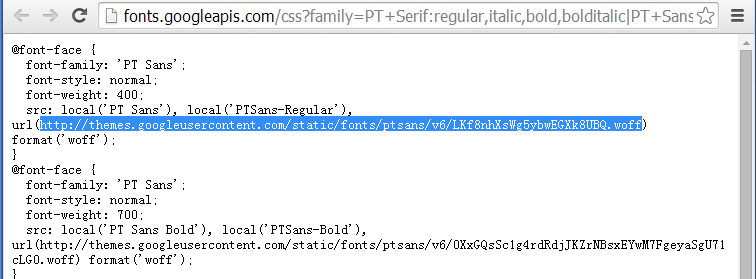 fonts.googleapis.com/css?family=PT+Serif:regular,italic,bold,bolditalic|PT+Sans
@font-face {
font-family: 'PT Sans';
font-style: normal;
font-weight: 400;
src: local('PT Sans'), local('PTSans-Regular'),
url(http://themes.googleusercontent.com/static/fonts/ptsans/v6/LKf8nhXsWg5ybwEGXk8UBQ.woff)
format('woff');
}
@font-face {
font-family: 'PT Sans';
font-style: normal;
font-weight: 700;
src: local('PT Sans Bold'), local('PTSans-Bold'),
url(http://themes.googleusercontent.com/static/fonts/ptsans/v6/0XxGQsSc1g4rdRdjJKZrNBsxEYwM7FgeyaSgU71
cLG0.woff) format('woff');
}